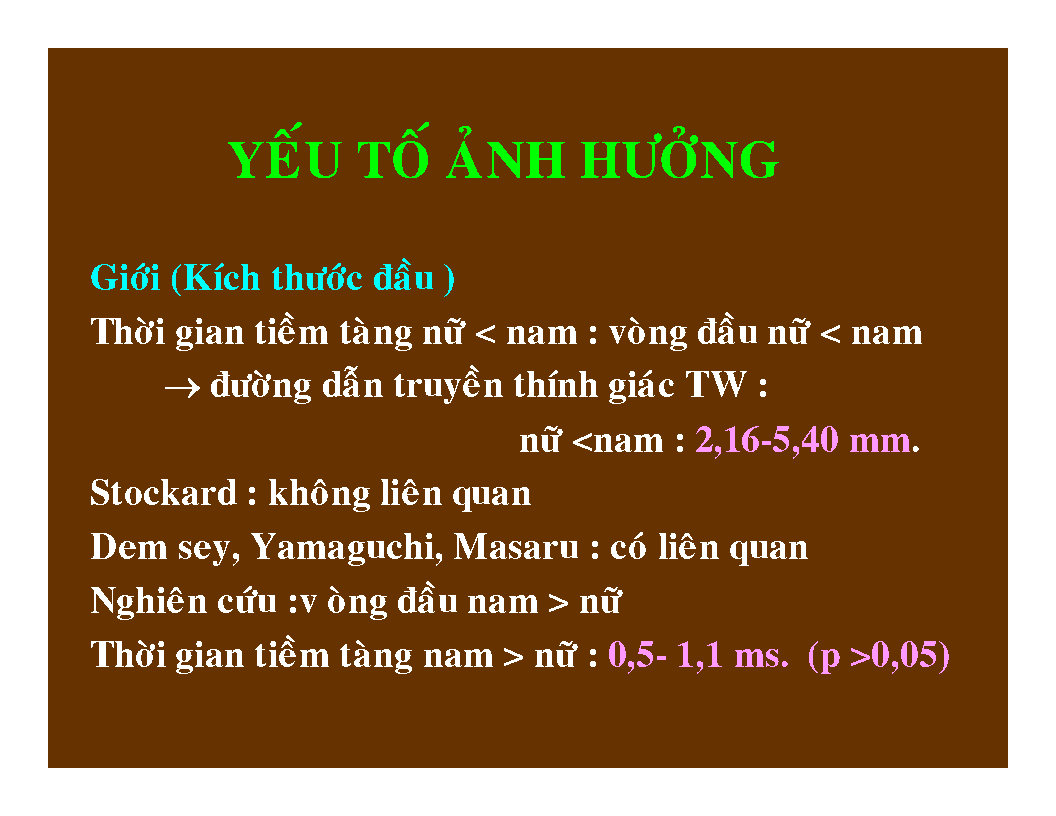 YẾU TỐ ẢNH HƯỞNG
Giới (Kích thước đầu )
Thời gian tiềm tàng nữ < nam : vòng đầu nữ < nam
→ đường dẫn truyền thính giác TW :
nữ <nam : 2,16-5,40 mm.
Stockard : không liên quan
Dem sey, Yamaguchi, Masaru : có liên quan
Nghiên cứu :v òng đầu nam > nữ
Thời gian tiềm tàng nam > nữ : 0,5- 1,1 ms. (p >0,05)